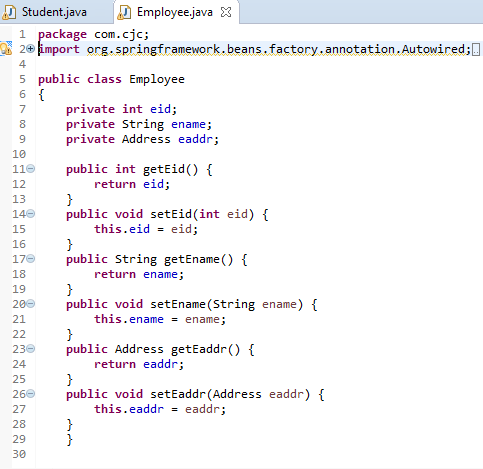 Student.java Employee.java
1 package com.cjc;
2 import org.springframework.beans.factory.annotation.Autowired;
4
5 public class Employee
6 {
7 private int eid;
8 private String ename;
9 private Address eaddr;
10
11 public int getEid() {
12 return eid;
13 }
14 public void setEid(int eid) {
15 this.eid = eid;
16 }
17 public String getEname() {
18 return ename;
19 }
20 public void setEname(String ename) {
21 this.ename = ename;
22 }
23 public Address getEaddr() {
24 return eaddr;
25 }
26 public void setEaddr(Address eaddr) {
27 this.eaddr = eaddr;
28 }
29 }
30